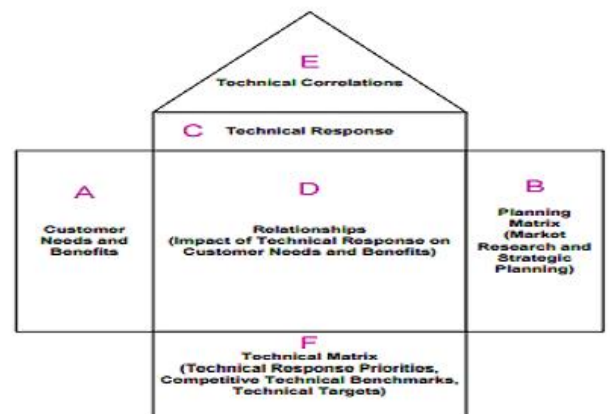 E
Technical Correlations
C Technical Response
A
Customer
Needs and
Benefits
D
Relationships
(Impact of Technical Response on
Customer Needs and Benefits)
B
Planning
Matrix
(Market
Research and
Strategic
Planning)
F
Technical Matrix
(Technical Response Priorities,
Competitive Technical Benchmarks,
Technical Targets)